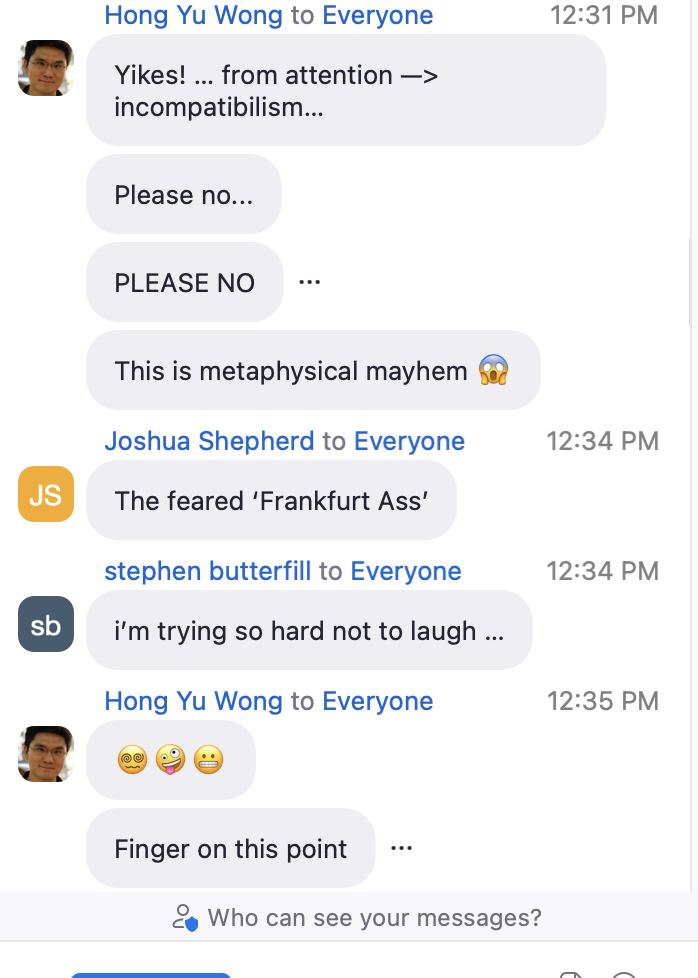 Hong Yu Wong to Everyone 12:31 PM
Yikes! ... from attention —>
incompatibilism...
Please no...
PLEASE NO
This is metaphysical mayhem 😱
Joshua Shepherd to Everyone 12:34 PM
JS
The feared ‘Frankfurt Ass’
stephen butterfill to Everyone 12:34 PM
sb
i’m trying so hard not to laugh ...
Hong Yu Wong to Everyone 12:35 PM
😵‍💫🤪😬
Finger on this point
Who can see your messages?